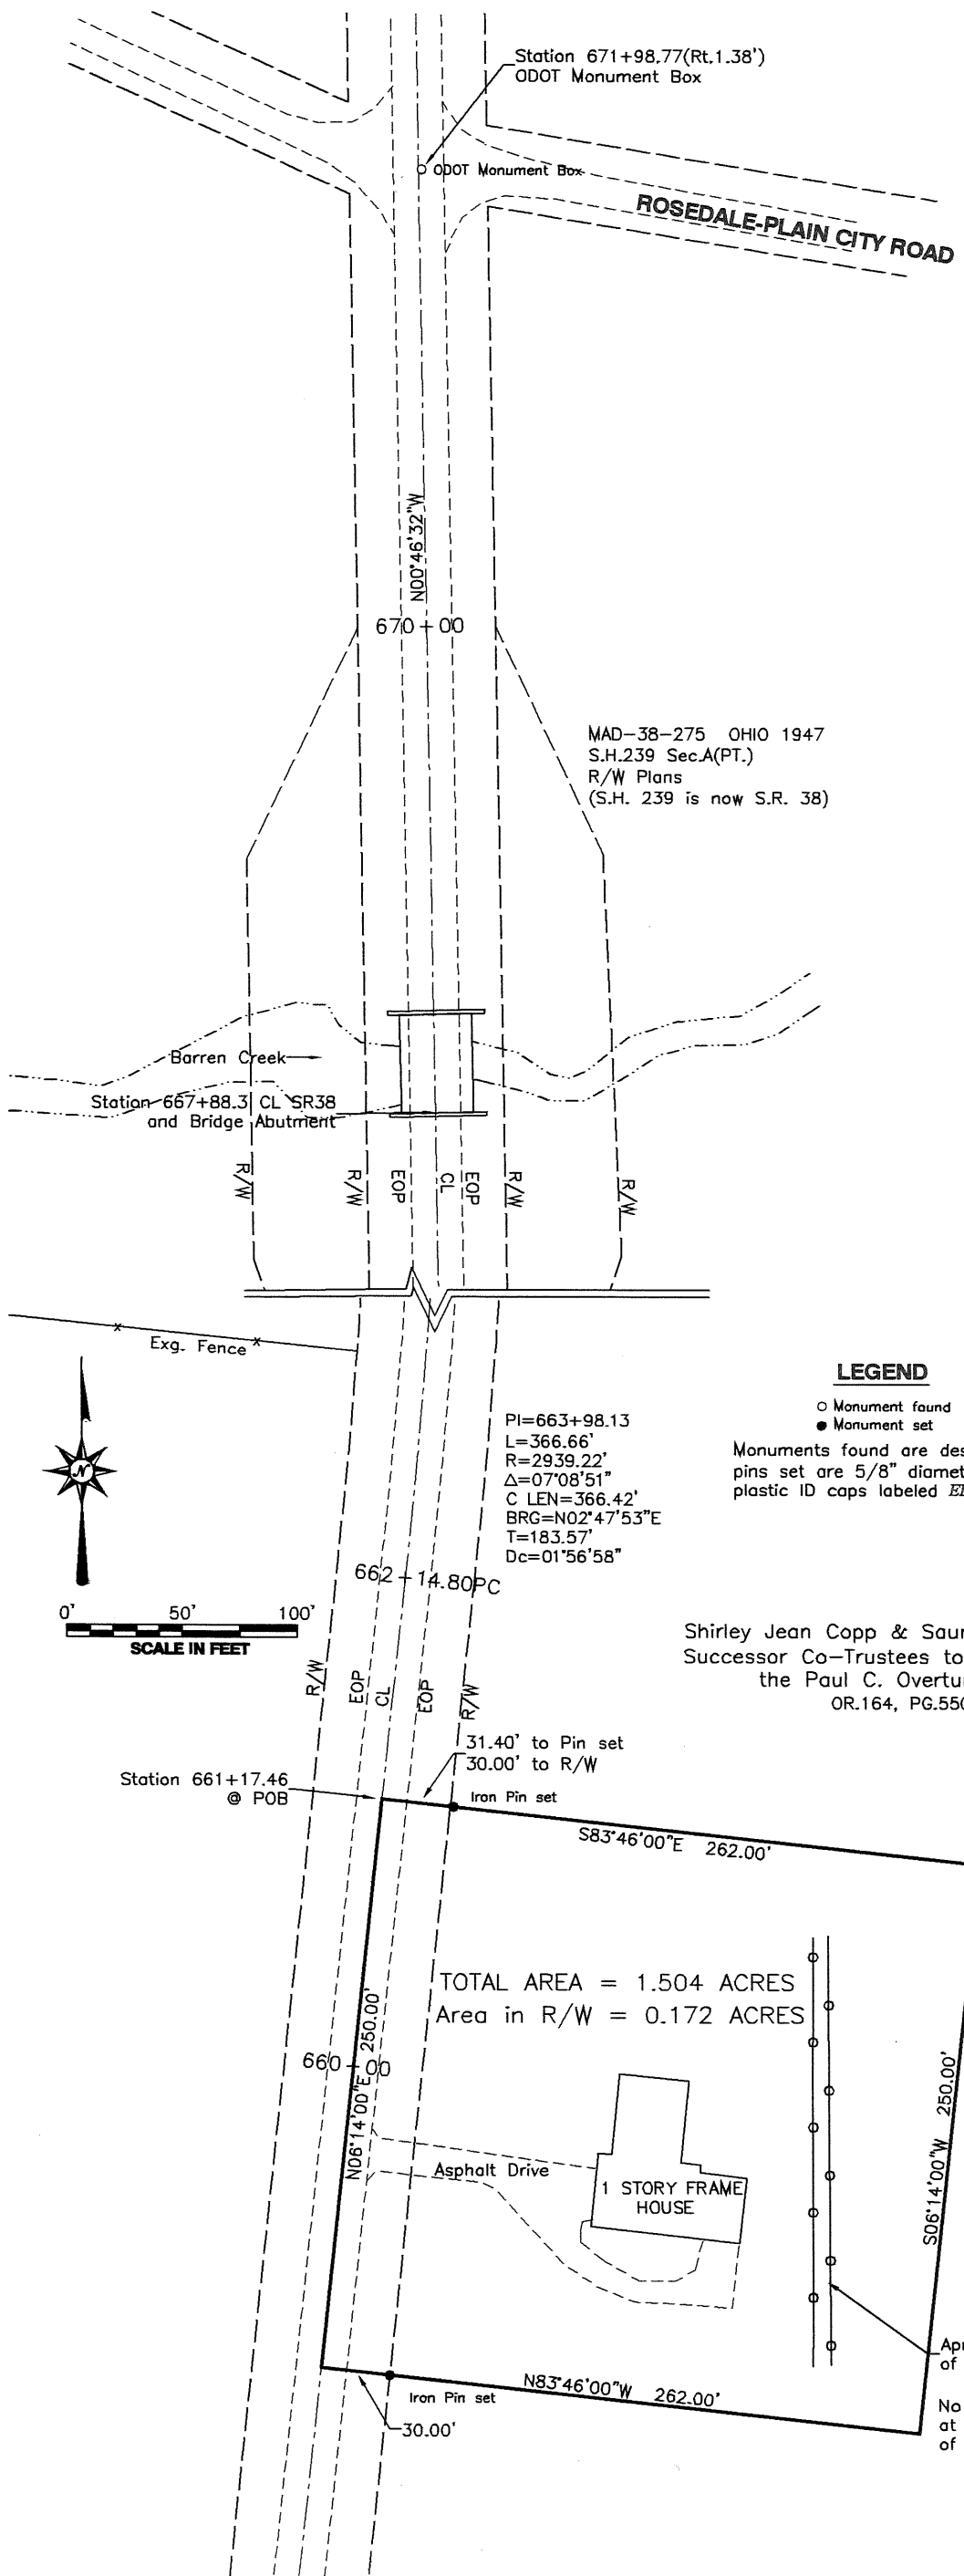 Station 671+98.77(Rt.1.38')
ODOT Monument Box
ODOT Monument Box
ROSEDALE-PLAIN CITY ROAD
N00°46'32"W
670+00
MAD-38-275 OHIO 1947
S.H.239 Sec.A(PT.)
R/W Plans
(S.H. 239 is now S.R. 38)
Barren Creek
Station 667+88.3 CL SR38
and Bridge Abutment
R/W
R/W
EOP
CL
EOP
R/W
R/W
Exg. Fence
LEGEND
Monument found
Monument set
Monuments found are des
pins set are 5/8" diamet
plastic ID caps labeled
N
PI=663+98.13
L=366.66'
R=2939.22'
Δ=07°08'51"
C LEN=366.42'
BRG=N02°47'53"E
T=183.57'
Dc=01°56'58"
662+14.80PC
0' 50' 100'
SCALE IN FEET
Shirley Jean Copp & Saur
Successor Co-Trustees to
the Paul C. Overtu
OR.164, PG.550
R/W
EOP
CL
EOP
R/W
31.40' to Pin set
30.00' to R/W
Station 661+17.46
@ POB
Iron Pin set
S83°46'00"E 262.00'
TOTAL AREA = 1.504 ACRES
Area in R/W = 0.172 ACRES
660+00
N06°14'00"E 250.00'
Asphalt Drive
1 STORY FRAME
HOUSE
S06°14'00"W 250.00'
Apr
of
N83°46'00"W 262.00'
Iron Pin set
30.00'
No
at
of